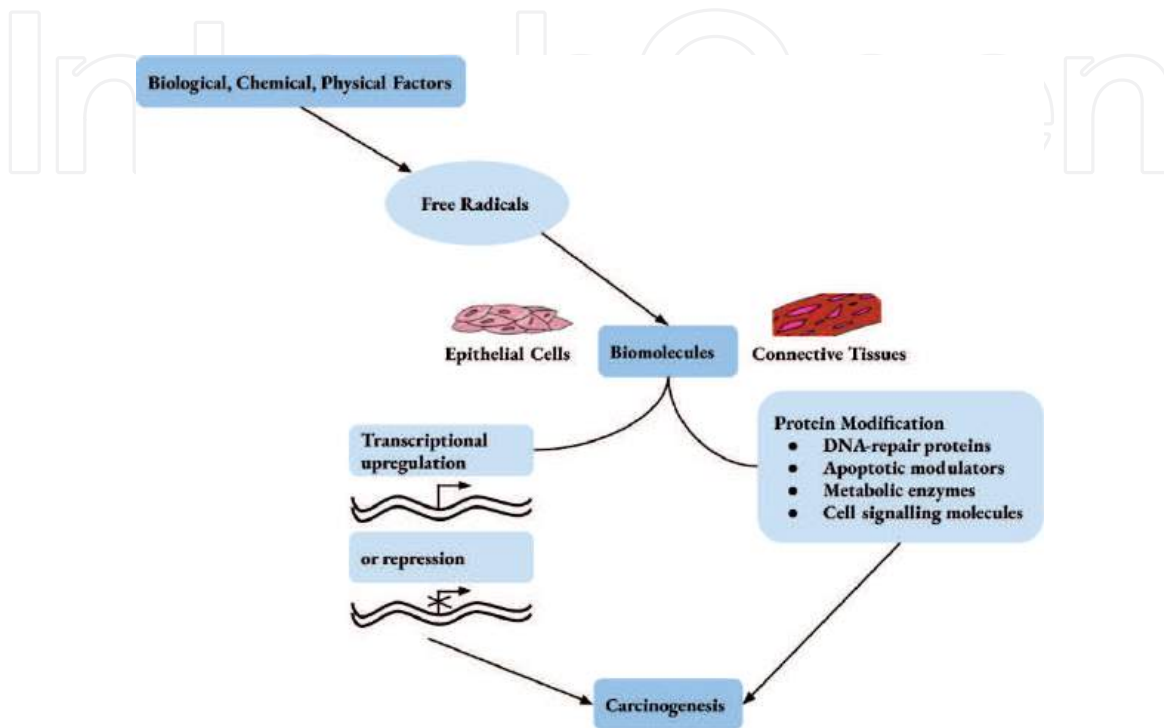 Biological, Chemical, Physical Factors
Free Radicals
Epithelial Cells
Biomolecules
Connective Tissues
Transcriptional
upregulation
or repression
Protein Modification
● DNA-repair proteins
● Apoptotic modulators
● Metabolic enzymes
● Cell signalling molecules
Carcinogenesis